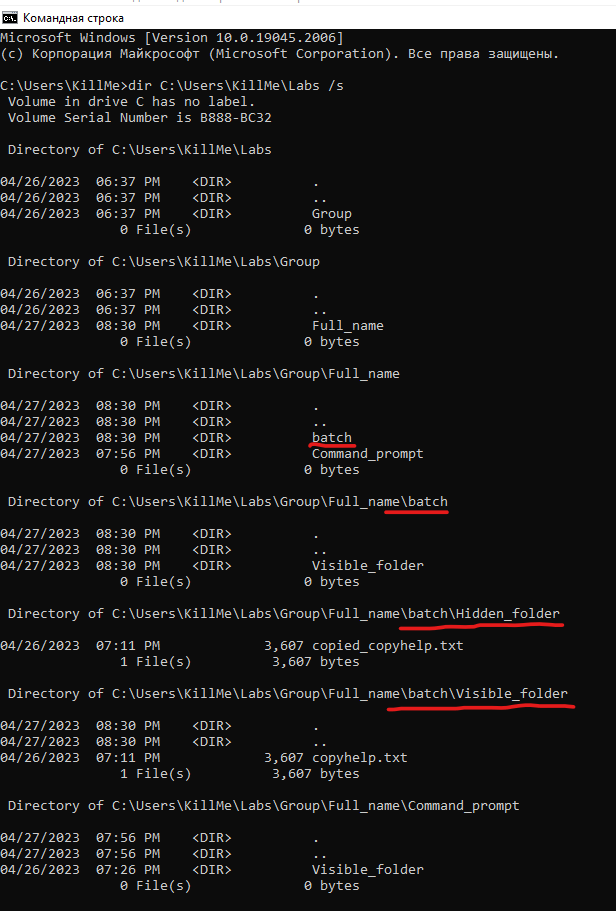 Командная строка
Microsoft Windows [Version 10.0.19045.2006]
(c) Корпорация Майкрософт (Microsoft Corporation). Все права защищены.
C:\Users\KillMe>dir C:\Users\KillMe\Labs /s
Volume in drive C has no label.
Volume Serial Number is B888-BC32
Directory of C:\Users\KillMe\Labs
04/26/2023  06:37 PM    <DIR>          .
04/26/2023  06:37 PM    <DIR>          ..
04/26/2023  06:37 PM    <DIR>          Group
0 File(s)              0 bytes
Directory of C:\Users\KillMe\Labs\Group
04/26/2023  06:37 PM    <DIR>          .
04/26/2023  06:37 PM    <DIR>          ..
04/27/2023  08:30 PM    <DIR>          Full_name
0 File(s)              0 bytes
Directory of C:\Users\KillMe\Labs\Group\Full_name
04/27/2023  08:30 PM    <DIR>          .
04/27/2023  08:30 PM    <DIR>          ..
04/27/2023  08:30 PM    <DIR>          batch
04/27/2023  07:56 PM    <DIR>          Command_prompt
0 File(s)              0 bytes
Directory of C:\Users\KillMe\Labs\Group\Full_name\batch
04/27/2023  08:30 PM    <DIR>          .
04/27/2023  08:30 PM    <DIR>          ..
04/27/2023  08:30 PM    <DIR>          Visible_folder
0 File(s)              0 bytes
Directory of C:\Users\KillMe\Labs\Group\Full_name\batch\Hidden_folder
04/26/2023  07:11 PM             3,607 copied_copyhelp.txt
1 File(s)          3,607 bytes
Directory of C:\Users\KillMe\Labs\Group\Full_name\batch\Visible_folder
04/27/2023  08:30 PM    <DIR>          .
04/27/2023  08:30 PM    <DIR>          ..
04/26/2023  07:11 PM             3,607 copyhelp.txt
1 File(s)          3,607 bytes
Directory of C:\Users\KillMe\Labs\Group\Full_name\Command_prompt
04/27/2023  07:56 PM    <DIR>          .
04/27/2023  07:56 PM    <DIR>          ..
04/26/2023  07:26 PM    <DIR>          Visible_folder
0 File(s)              0 bytes